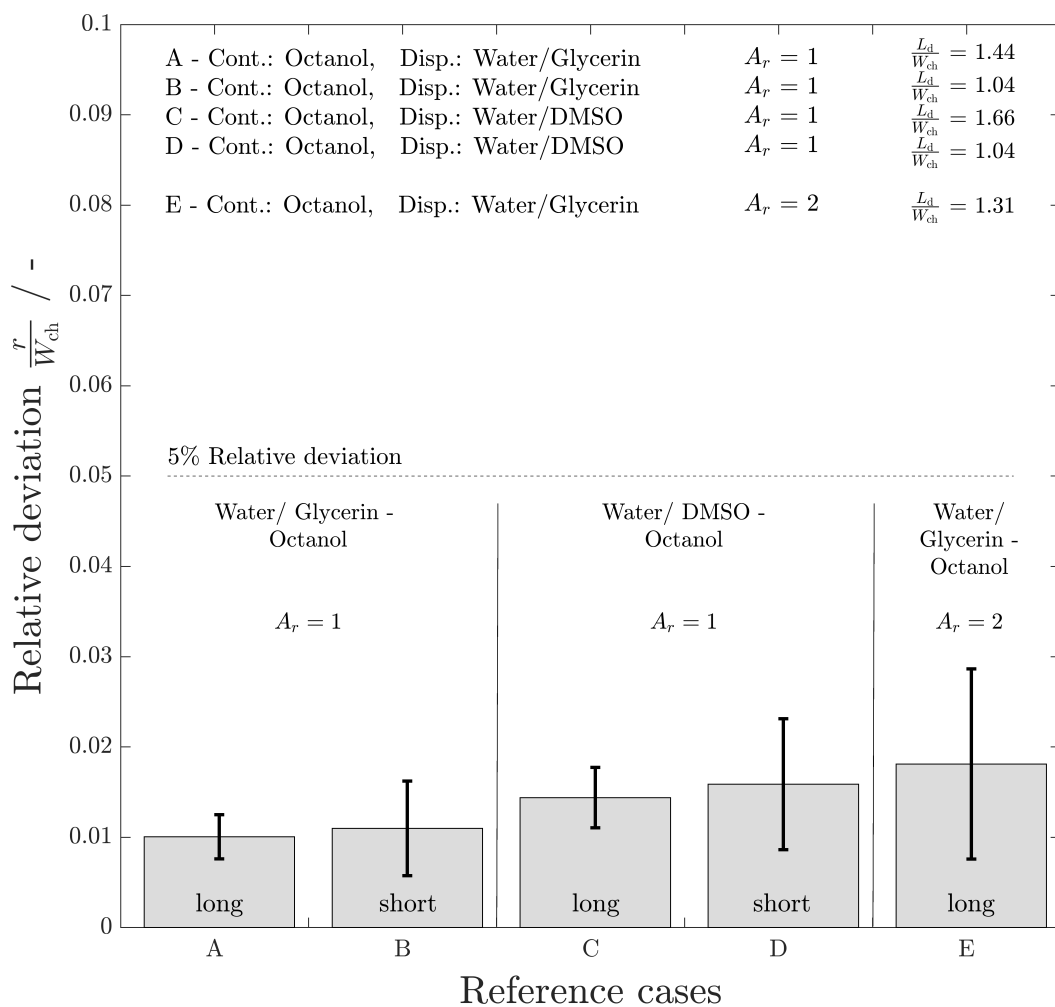 0.1
A - Cont.: Octanol, Disp.: Water/Glycerin A_r = 1 L_d/W_ch = 1.44
B - Cont.: Octanol, Disp.: Water/Glycerin A_r = 1 L_d/W_ch = 1.04
C - Cont.: Octanol, Disp.: Water/DMSO A_r = 1 L_d/W_ch = 1.66
D - Cont.: Octanol, Disp.: Water/DMSO A_r = 1 L_d/W_ch = 1.04
0.09
E - Cont.: Octanol, Disp.: Water/Glycerin A_r = 2 L_d/W_ch = 1.31
0.08
0.07
0.06
5% Relative deviation
0.05
Water/ Glycerin -
Octanol
A_r = 1
Water/ DMSO -
Octanol
A_r = 1
Water/
Glycerin -
Octanol
A_r = 2
0.04
0.03
0.02
0.01
0
long
short
long
short
long
A B C D E
Reference cases
Relative deviation r/W_ch / -